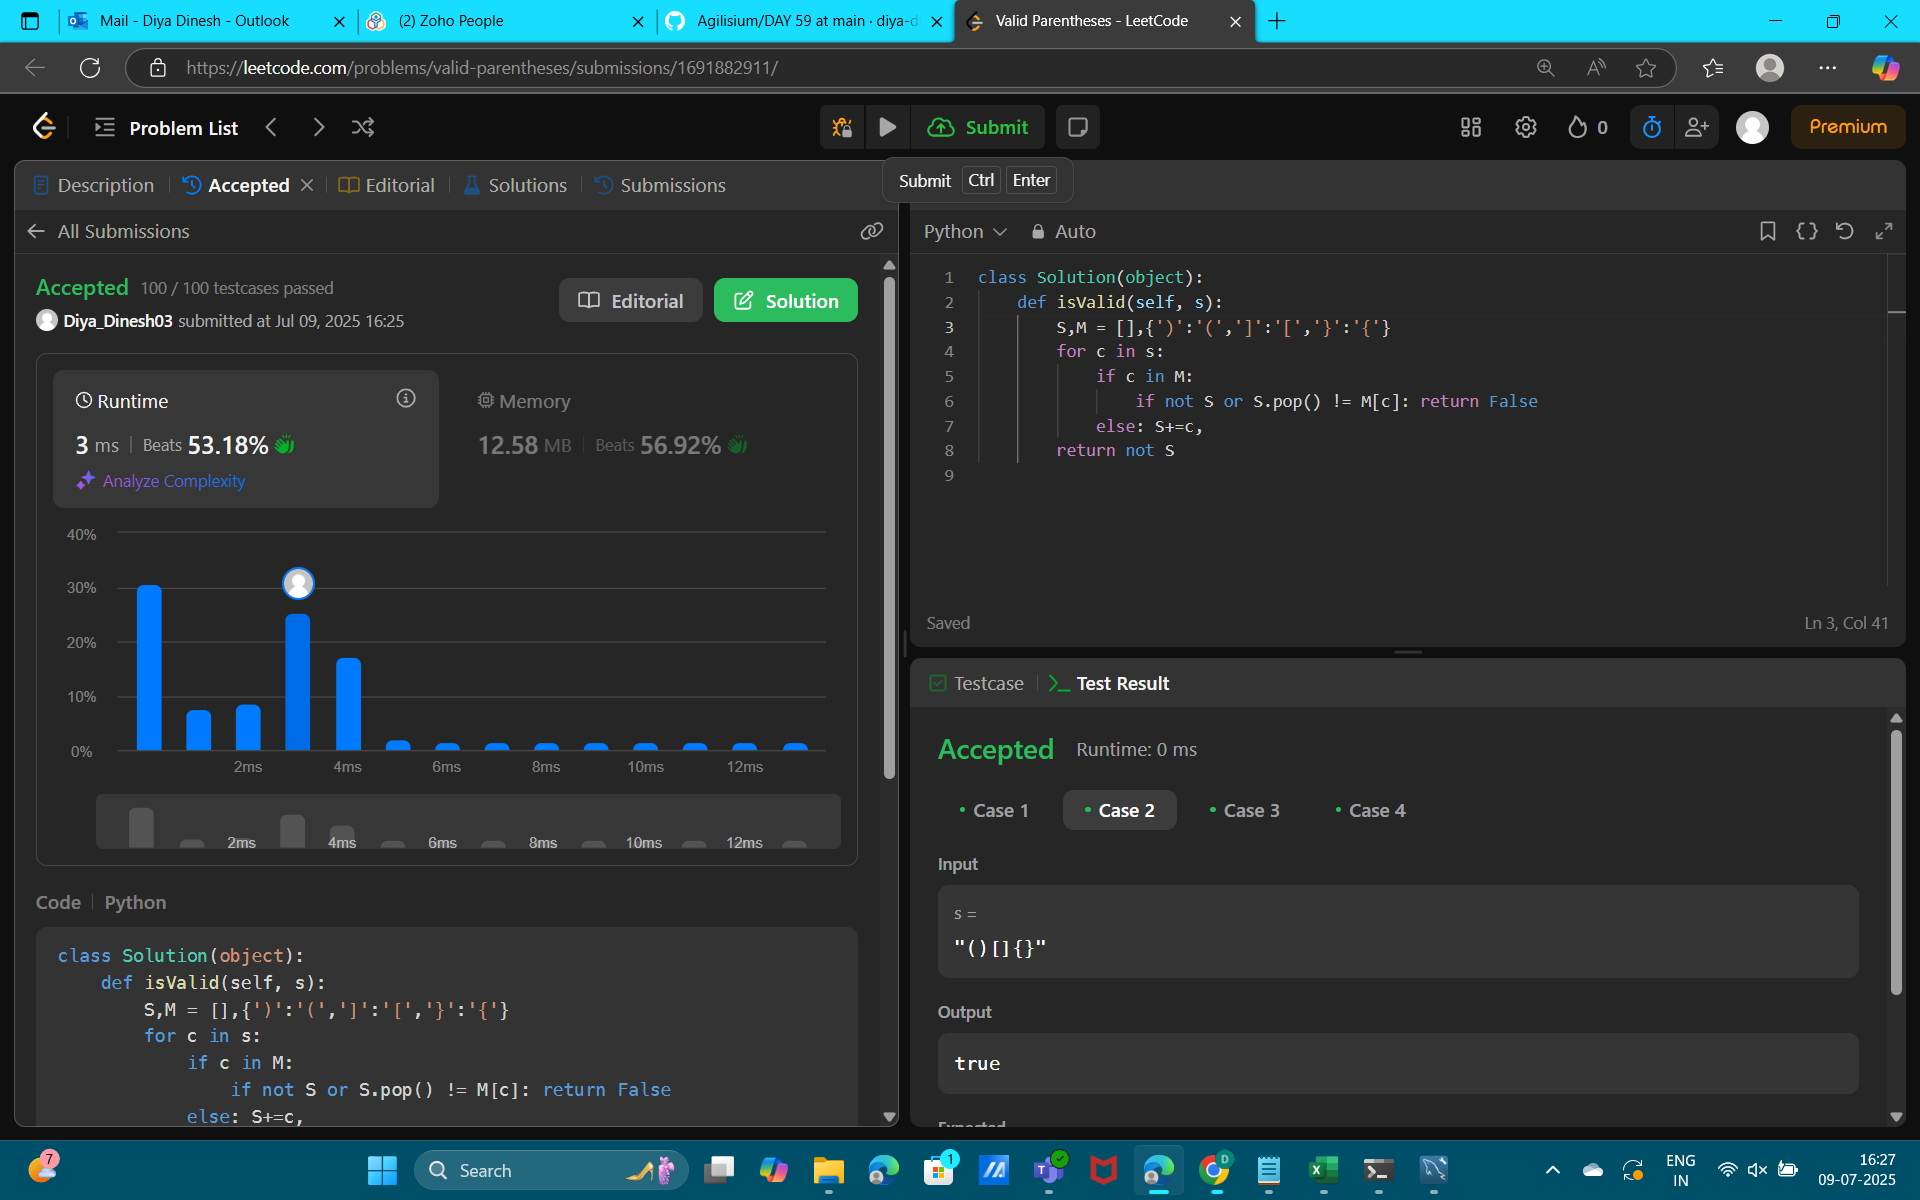 Mail - Diya Dinesh - Outlook
(2) Zoho People
Agilisium/DAY 59 at main · diya-d
Valid Parentheses - LeetCode
https://leetcode.com/problems/valid-parentheses/submissions/1691882911/
Problem List
Submit
0
Premium
Description
Accepted
Editorial
Solutions
Submissions
Submit Ctrl Enter
All Submissions
Python
Auto
Accepted 100 / 100 testcases passed
Diya_Dinesh03 submitted at Jul 09, 2025 16:25
Editorial
Solution
Runtime
3 ms | Beats 53.18%
Analyze Complexity
Memory
12.58 MB | Beats 56.92%
40%
30%
20%
10%
0%
2ms 4ms 6ms 8ms 10ms 12ms
2ms 4ms 6ms 8ms 10ms 12ms
Code | Python
class Solution(object):
def isValid(self, s):
S,M = [],{')':'(',']':'[','}':'{'}
for c in s:
if c in M:
if not S or S.pop() != M[c]: return False
else: S+=c,
1 class Solution(object):
2 def isValid(self, s):
3 S,M = [],{')':'(',']':'[','}':'{'}
4 for c in s:
5 if c in M:
6 if not S or S.pop() != M[c]: return False
7 else: S+=c,
8 return not S
9
Saved
Ln 3, Col 41
Testcase
Test Result
Accepted Runtime: 0 ms
Case 1
Case 2
Case 3
Case 4
Input
s =
"()[]{}"
Output
true
Expected
7
Search
1
D
ENG
IN
16:27
09-07-2025